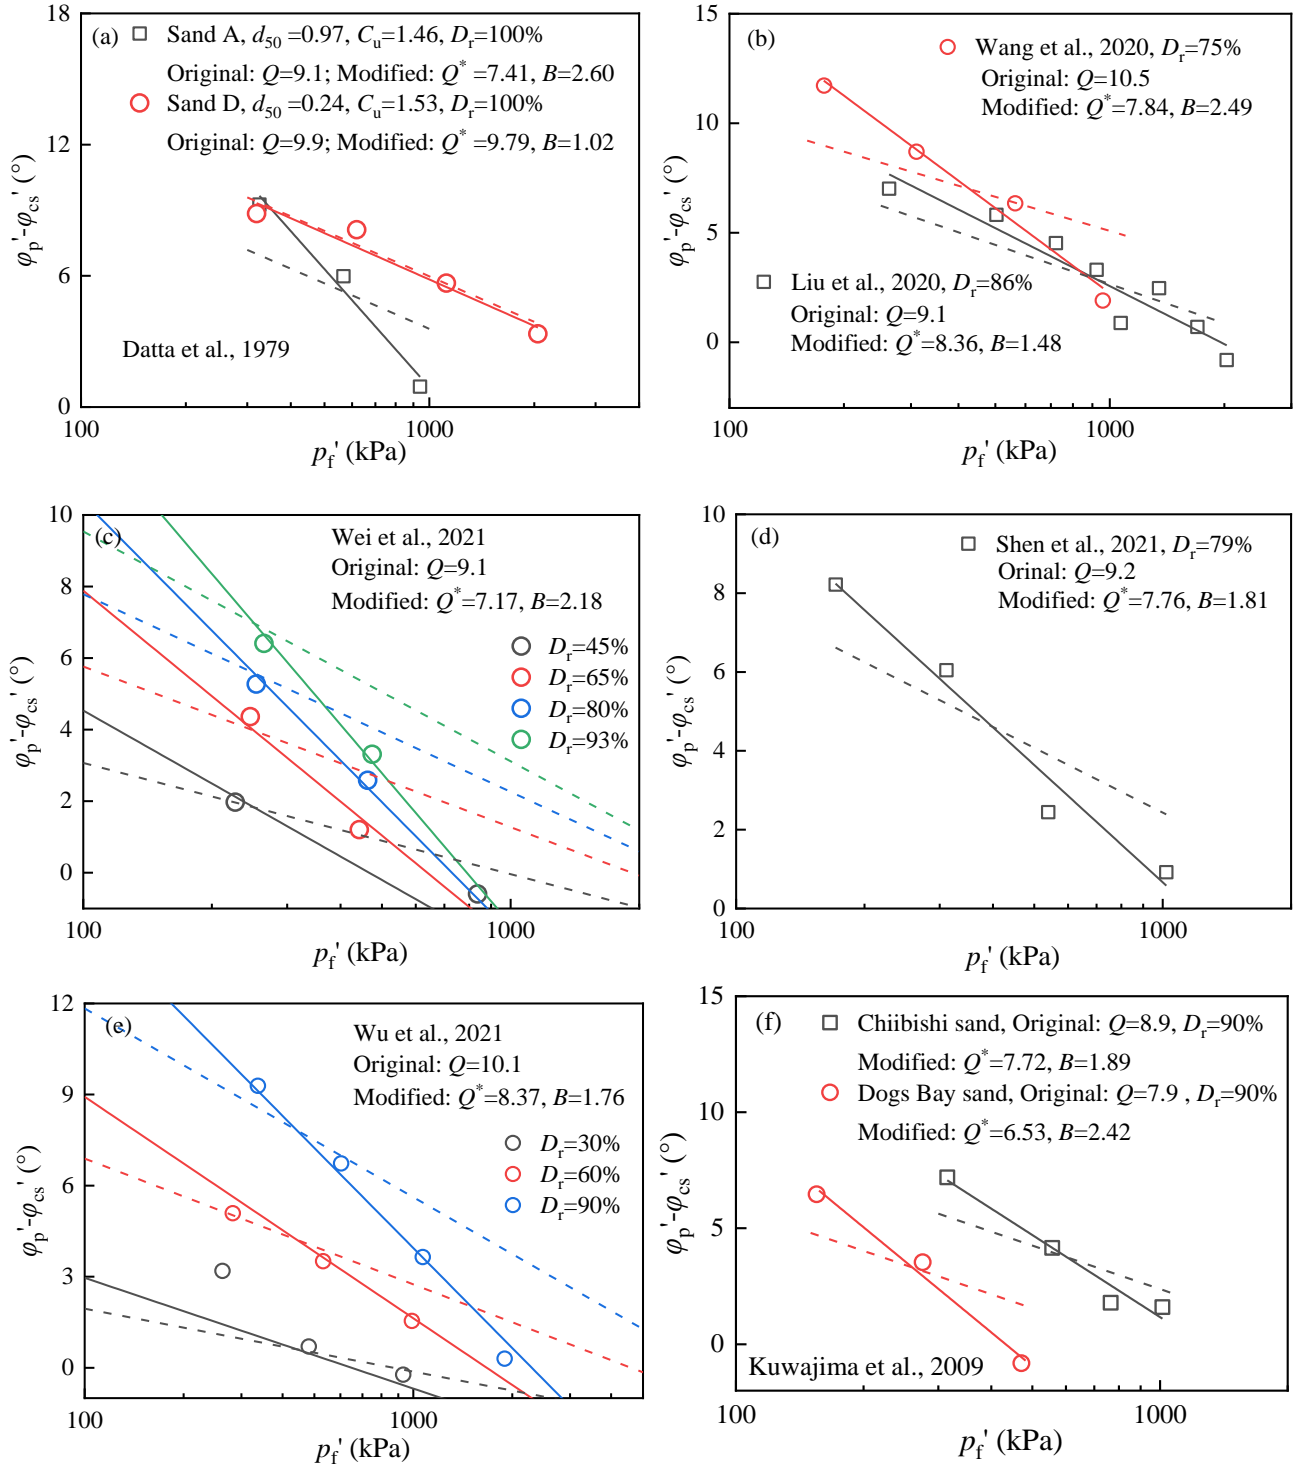 (a) Sand A, d50 =0.97, Cu=1.46, Dr=100%
Original: Q=9.1; Modified: Q*=7.41, B=2.60
Sand D, d50 =0.24, Cu=1.53, Dr=100%
Original: Q=9.9; Modified: Q* =9.79, B=1.02
Datta et al., 1979
18
12
6
0
φp'-φcs' (°)
100
1000
pf' (kPa)
(b)
Wang et al., 2020, Dr=75%
Original: Q=10.5
Modified: Q*=7.84, B=2.49
Liu et al., 2020, Dr=86%
Original: Q=9.1
Modified: Q*=8.36, B=1.48
15
10
5
0
φp'-φcs' (°)
100
1000
pf' (kPa)
(c)
Wei et al., 2021
Original: Q=9.1
Modified: Q*=7.17, B=2.18
Dr=45%
Dr=65%
Dr=80%
Dr=93%
10
8
6
4
2
0
φp'-φcs' (°)
100
1000
pf' (kPa)
(d)
Shen et al., 2021, Dr=79%
Orinal: Q=9.2
Modified: Q*=7.76, B=1.81
10
8
6
4
2
0
φp'-φcs' (°)
100
1000
pf' (kPa)
(e)
Wu et al., 2021
Original: Q=10.1
Modified: Q*=8.37, B=1.76
Dr=30%
Dr=60%
Dr=90%
12
9
6
3
0
φp'-φcs' (°)
100
1000
pf' (kPa)
(f)
Chiibishi sand, Original: Q=8.9, Dr=90%
Modified: Q*=7.72, B=1.89
Dogs Bay sand, Original: Q=7.9 , Dr=90%
Modified: Q*=6.53, B=2.42
Kuwajima et al., 2009
15
10
5
0
φp'-φcs' (°)
100
1000
pf' (kPa)